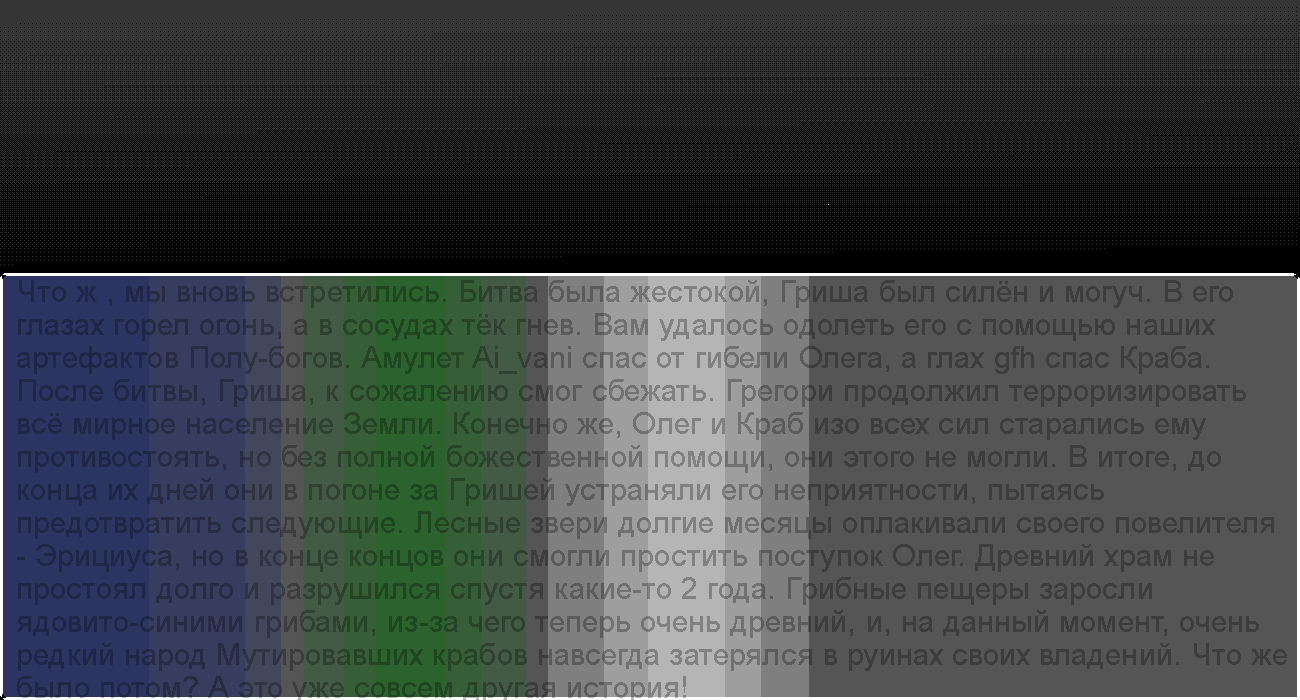 Что ж , мы вновь встретились. Битва была жестокой, Гриша был силён и могуч. В его
глазах горел огонь, а в сосудах тёк гнев. Вам удалось одолеть его с помощью наших
артефактов Полу-богов. Амулет Ai_vani спас от гибели Олега, а глах gfh спас Краба.
После битвы, Гриша, к сожалению смог сбежать. Грегори продолжил терроризировать
всё мирное население Земли. Конечно же, Олег и Краб изо всех сил старались ему
противостоять, но без полной божественной помощи, они этого не могли. В итоге, до
конца их дней они в погоне за Гришей устраняли его неприятности, пытаясь
предотвратить следующие. Лесные звери долгие месяцы оплакивали своего повелителя
- Эрициуса, но в конце концов они смогли простить поступок Олег. Древний храм не
простоял долго и разрушился спустя какие-то 2 года. Грибные пещеры заросли
ядовито-синими грибами, из-за чего теперь очень древний, и, на данный момент, очень
редкий народ Мутировавших крабов навсегда затерялся в руинах своих владений. Что же
было потом? А это уже совсем другая история!